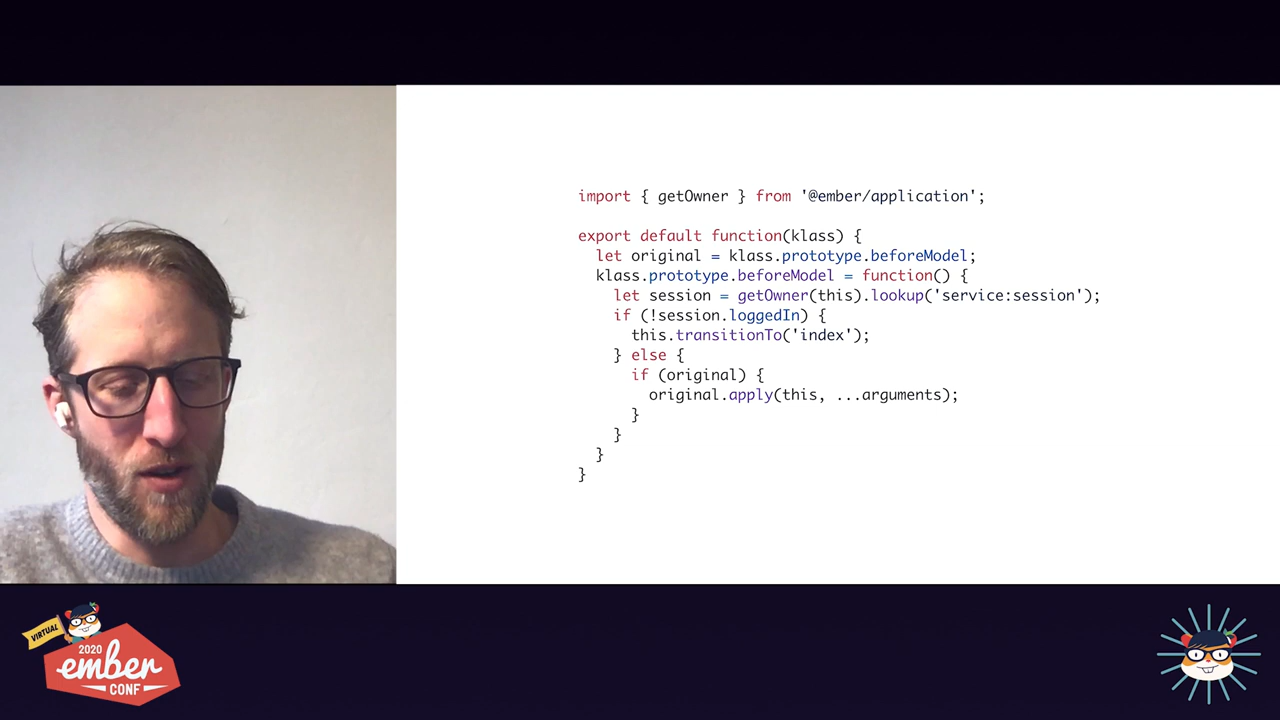 import { getOwner } from '@ember/application';
export default function(klass) {
let original = klass.prototype.beforeModel;
klass.prototype.beforeModel = function() {
let session = getOwner(this).lookup('service:session');
if (!session.loggedIn) {
this.transitionTo('index');
} else {
if (original) {
original.apply(this, ...arguments);
}
}
}
}
VIRTUAL
2020
ember
CONF